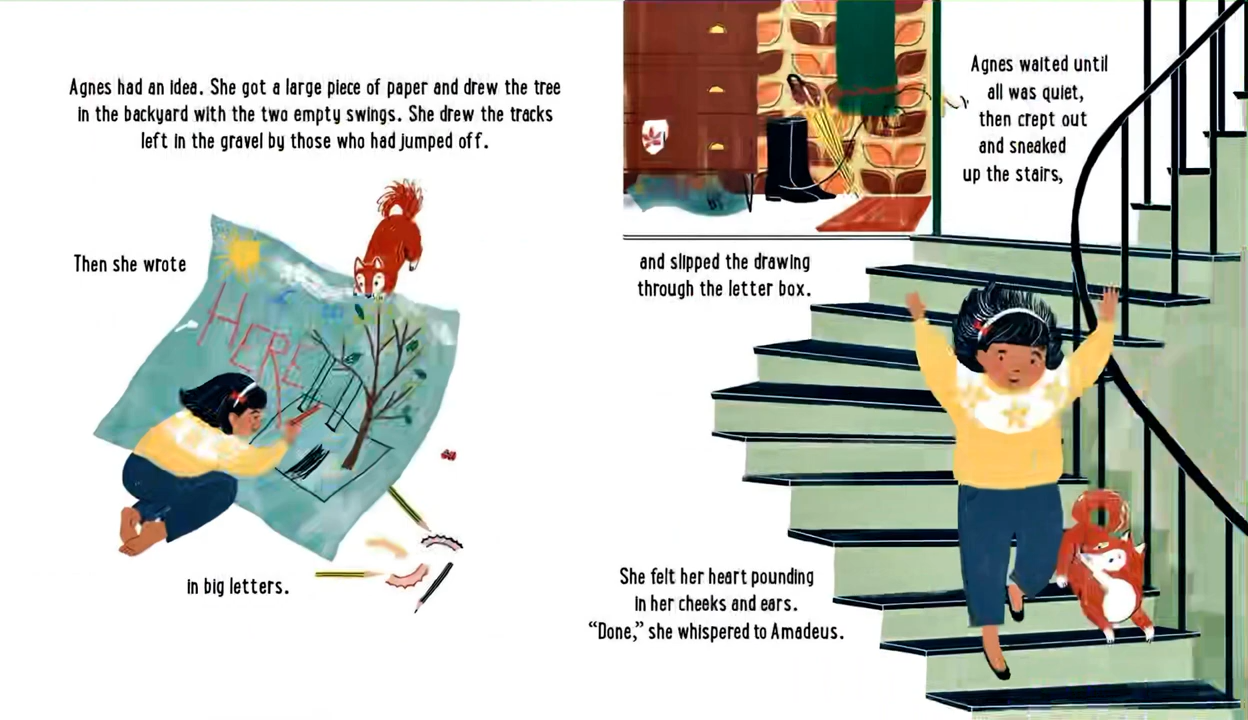 Agnes had an idea. She got a large piece of paper and drew the tree
in the backyard with the two empty swings. She drew the tracks
left in the gravel by those who had jumped off.
Then she wrote
HERE
in big letters.
Agnes waited until
all was quiet,
then crept out
and sneaked
up the stairs,
and slipped the drawing
through the letter box.
She felt her heart pounding
in her cheeks and ears.
“Done,” she whispered to Amadeus.